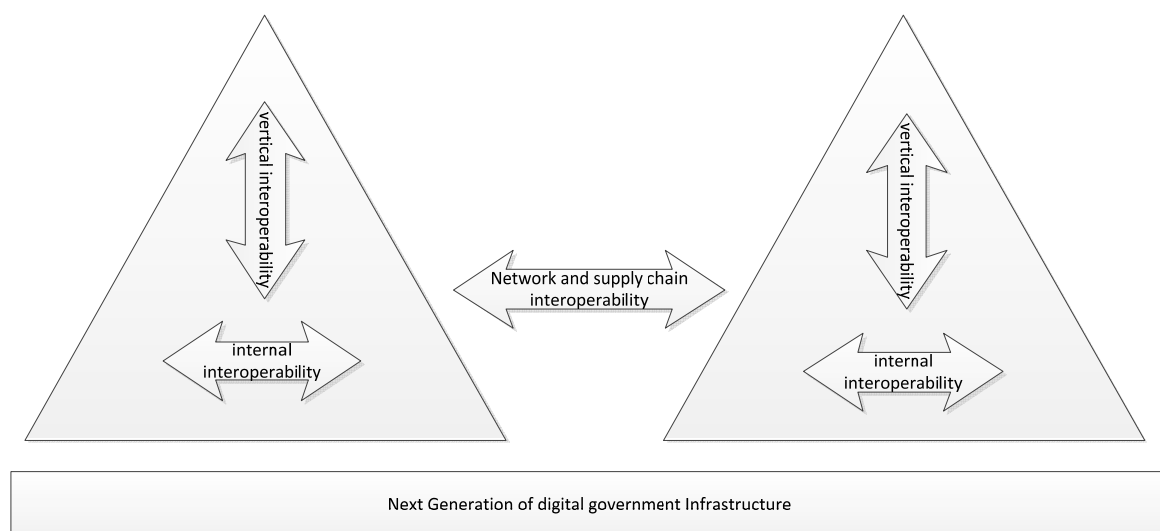 vertical interoperability
internal
interoperability
Network and supply chain
interoperability
vertical interoperability
internal
interoperability
Next Generation of digital government Infrastructure